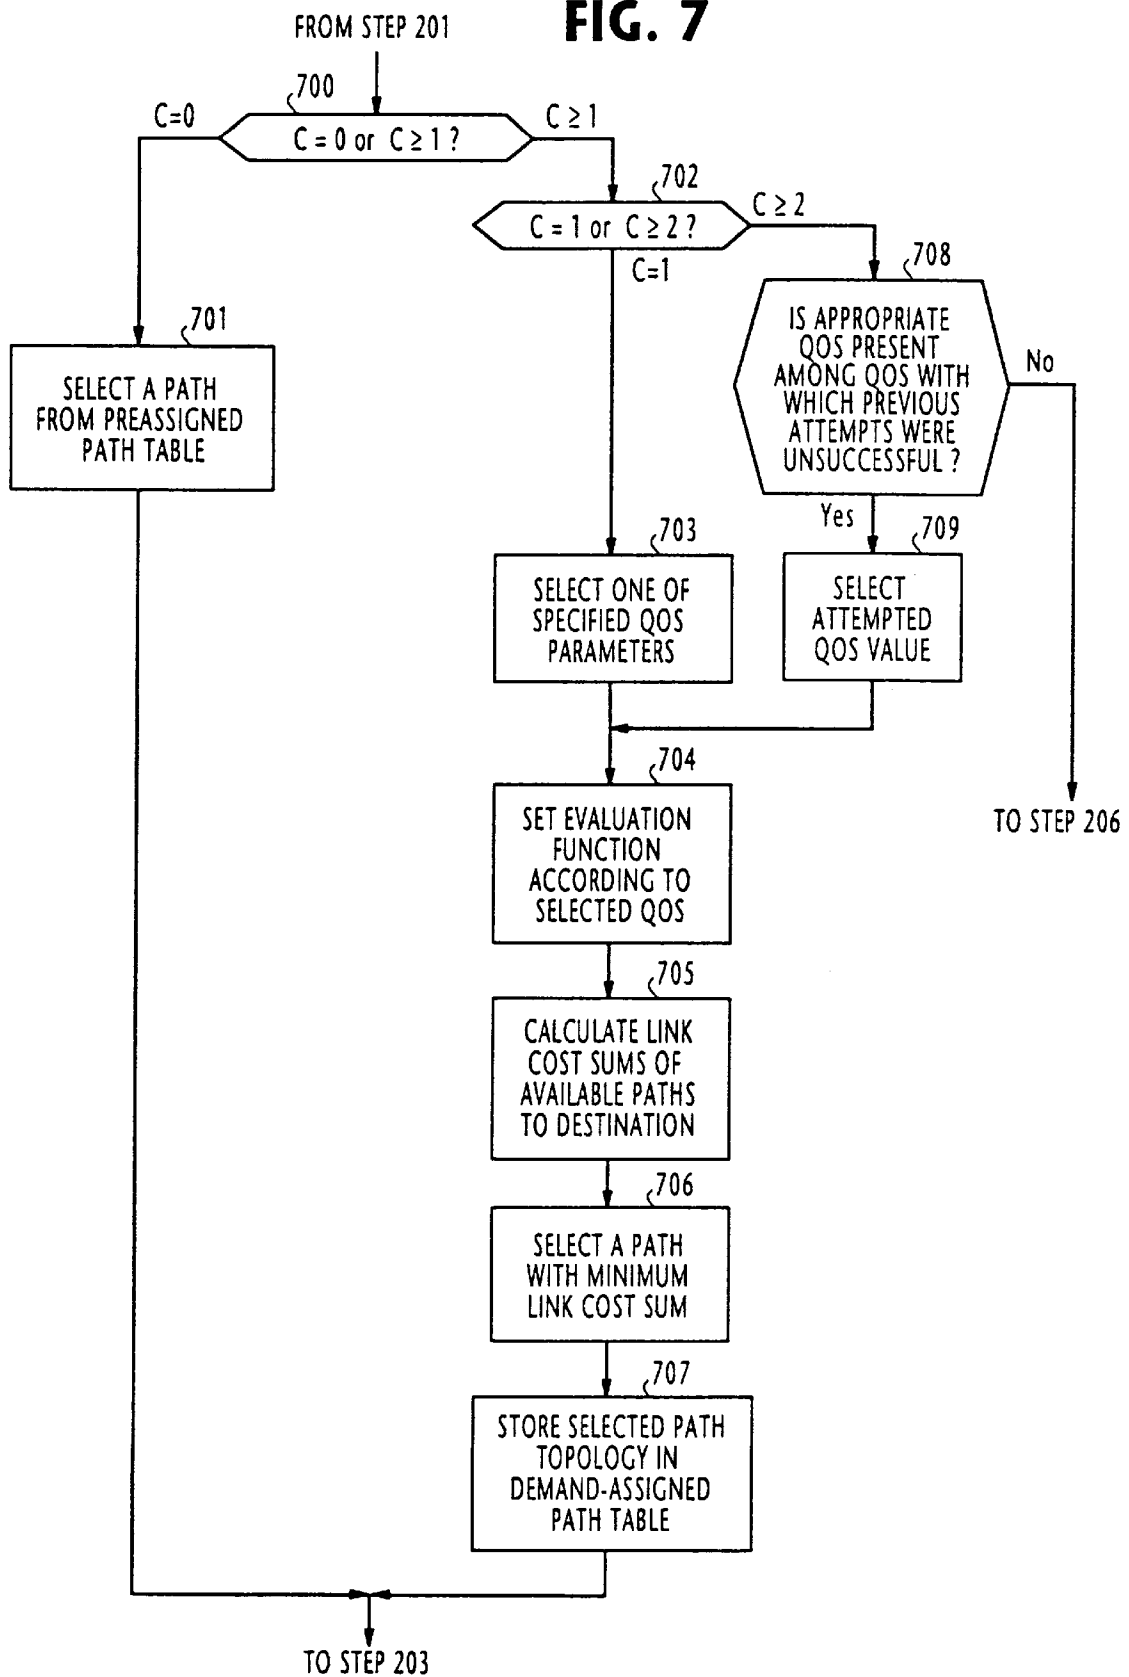 FIG. 7
FROM STEP 201
700
C=0
C = 0 or C ≥ 1 ?
C ≥ 1
702
C = 1 or C ≥ 2 ?
C ≥ 2
C=1
708
IS APPROPRIATE
QOS PRESENT
AMONG QOS WITH
WHICH PREVIOUS
ATTEMPTS WERE
UNSUCCESSFUL ?
No
Yes
701
SELECT A PATH
FROM PREASSIGNED
PATH TABLE
703
SELECT ONE OF
SPECIFIED QOS
PARAMETERS
709
SELECT
ATTEMPTED
QOS VALUE
704
SET EVALUATION
FUNCTION
ACCORDING TO
SELECTED QOS
TO STEP 206
705
CALCULATE LINK
COST SUMS OF
AVAILABLE PATHS
TO DESTINATION
706
SELECT A PATH
WITH MINIMUM
LINK COST SUM
707
STORE SELECTED PATH
TOPOLOGY IN
DEMAND-ASSIGNED
PATH TABLE
TO STEP 203